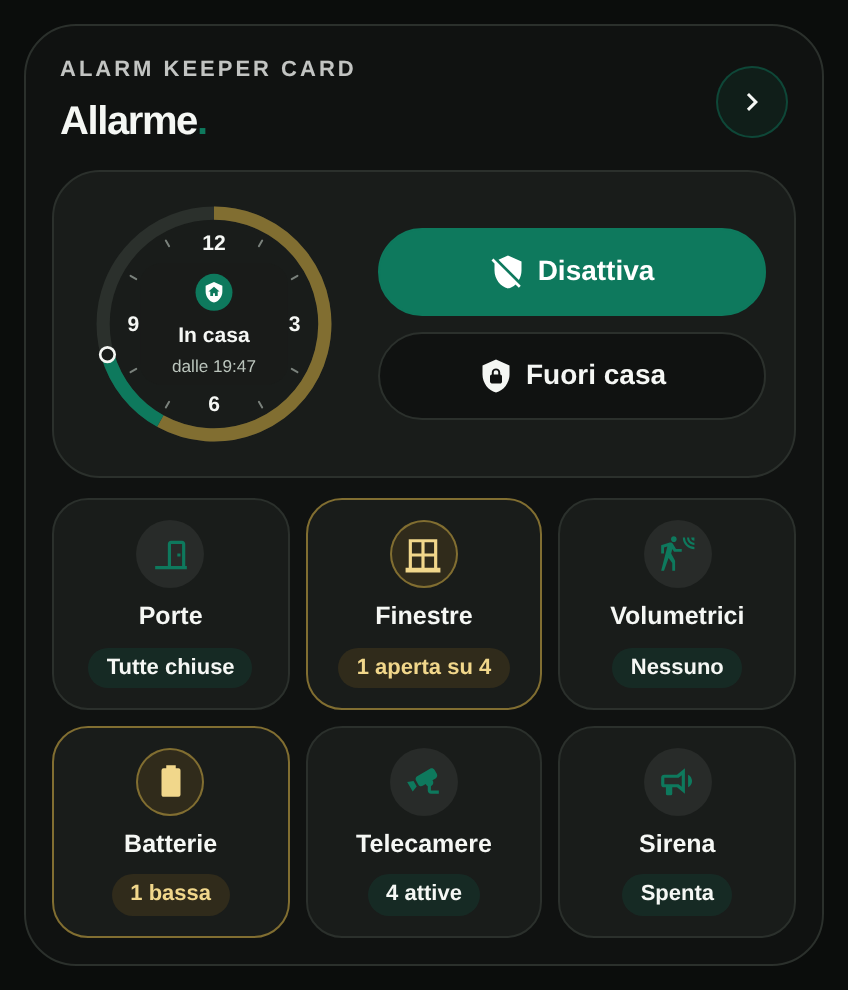 ALARM KEEPER CARD
Allarme.
12
9
3
6
In casa
dalle 19:47
Disattiva
Fuori casa
Porte
Tutte chiuse
Finestre
1 aperta su 4
Volumetrici
Nessuno
Batterie
1 bassa
Telecamere
4 attive
Sirena
Spenta